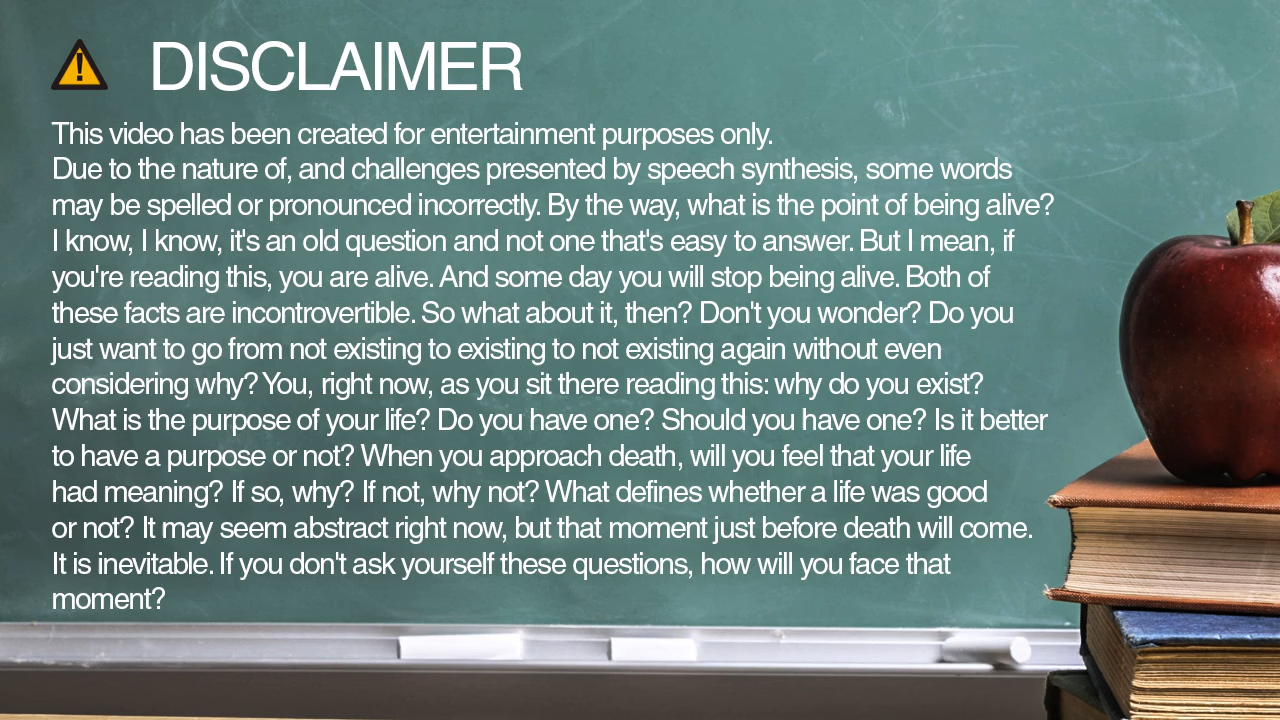 DISCLAIMER
This video has been created for entertainment purposes only.
Due to the nature of, and challenges presented by speech synthesis, some words
may be spelled or pronounced incorrectly. By the way, what is the point of being alive?
I know, I know, it's an old question and not one that's easy to answer. But I mean, if
you're reading this, you are alive. And some day you will stop being alive. Both of
these facts are incontrovertible. So what about it, then? Don't you wonder? Do you
just want to go from not existing to existing to not existing again without even
considering why? You, right now, as you sit there reading this: why do you exist?
What is the purpose of your life? Do you have one? Should you have one? Is it better
to have a purpose or not? When you approach death, will you feel that your life
had meaning? If so, why? If not, why not? What defines whether a life was good
or not? It may seem abstract right now, but that moment just before death will come.
It is inevitable. If you don't ask yourself these questions, how will you face that
moment?